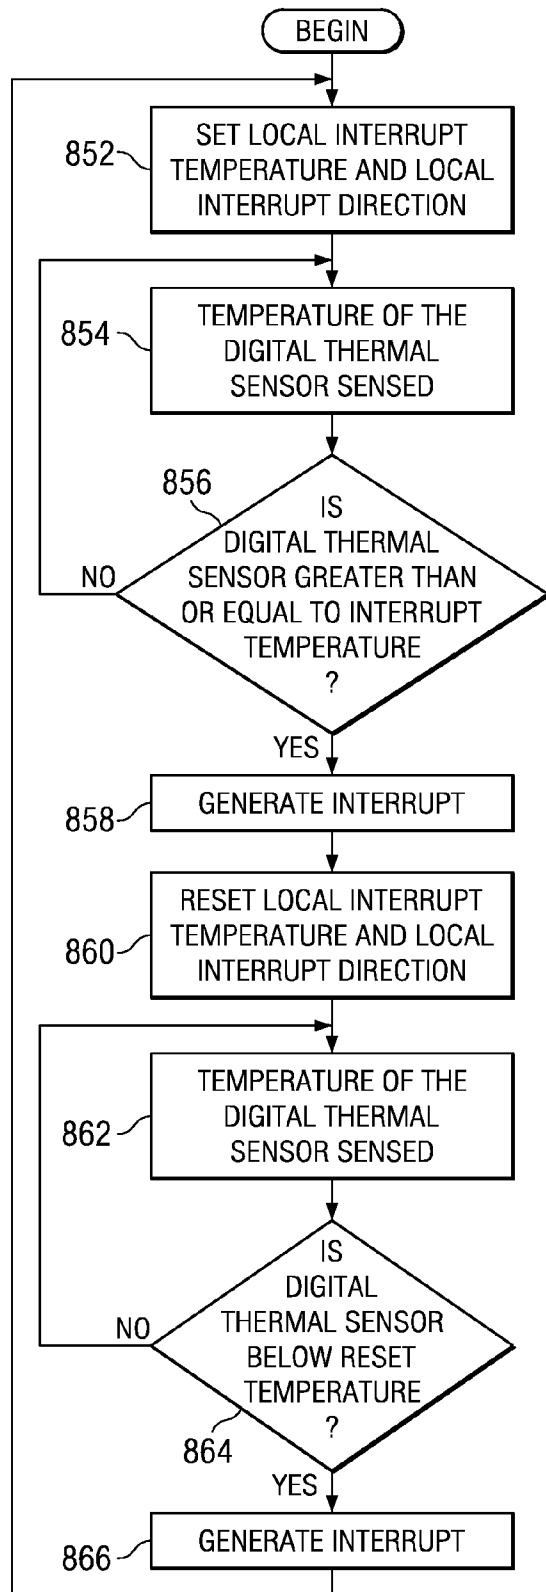 BEGIN
852
SET LOCAL INTERRUPT
TEMPERATURE AND LOCAL
INTERRUPT DIRECTION
854
TEMPERATURE OF THE
DIGITAL THERMAL
SENSOR SENSED
856
IS
DIGITAL THERMAL
SENSOR GREATER THAN
OR EQUAL TO INTERRUPT
TEMPERATURE
?
NO
YES
858
GENERATE INTERRUPT
860
RESET LOCAL INTERRUPT
TEMPERATURE AND LOCAL
INTERRUPT DIRECTION
862
TEMPERATURE OF THE
DIGITAL THERMAL
SENSOR SENSED
IS
DIGITAL
THERMAL SENSOR
BELOW RESET
TEMPERATURE
?
NO
864
YES
866
GENERATE INTERRUPT